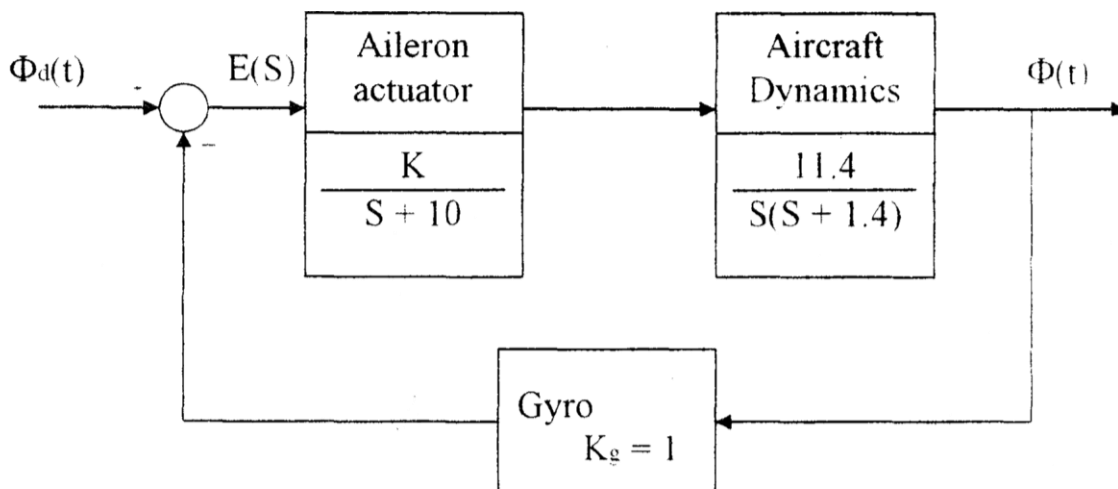 Φd(t)
E(S)
Aileron
actuator
K
S + 10
Aircraft
Dynamics
11.4
S(S + 1.4)
Φ(t)
-
Gyro
Kg = 1